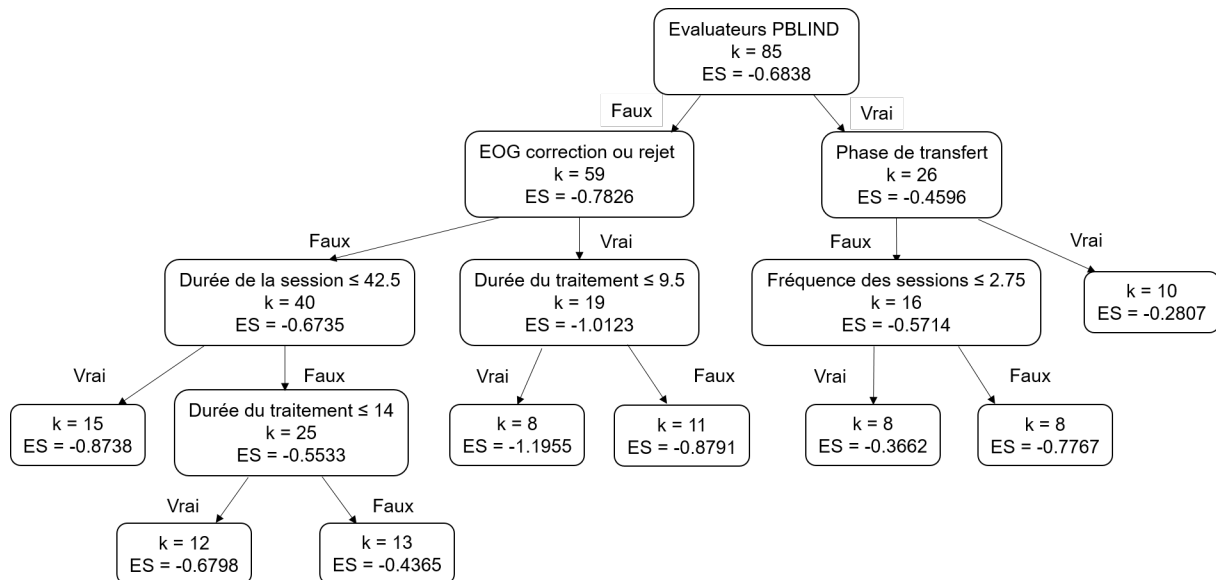 Evaluateurs PBLIND
k = 85
ES = -0.6838
Faux
Vrai
EOG correction ou rejet
k = 59
ES = -0.7826
Phase de transfert
k = 26
ES = -0.4596
Faux
Vrai
Faux
Vrai
Durée de la session ≤ 42.5
k = 40
ES = -0.6735
Durée du traitement ≤ 9.5
k = 19
ES = -1.0123
Fréquence des sessions ≤ 2.75
k = 16
ES = -0.5714
k = 10
ES = -0.2807
Vrai
Faux
Vrai
Faux
Vrai
Faux
k = 15
ES = -0.8738
Durée du traitement ≤ 14
k = 25
ES = -0.5533
k = 8
ES = -1.1955
k = 11
ES = -0.8791
k = 8
ES = -0.3662
k = 8
ES = -0.7767
Vrai
Faux
k = 12
ES = -0.6798
k = 13
ES = -0.4365